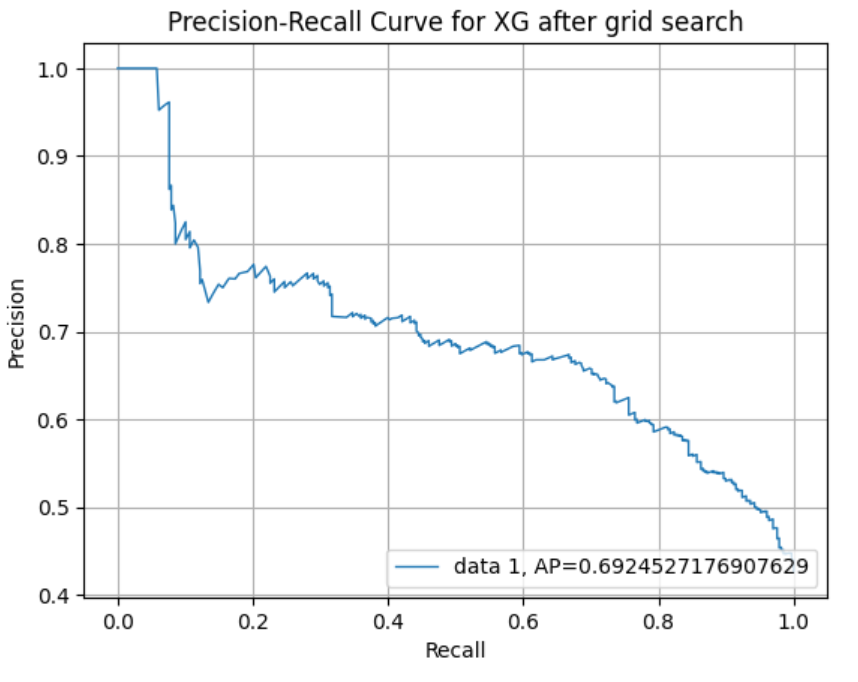 Precision-Recall Curve for XG after grid search
1.0
0.9
0.8
0.7
0.6
0.5
0.4
Precision
data 1, AP=0.6924527176907629
0.0 0.2 0.4 0.6 0.8 1.0
Recall